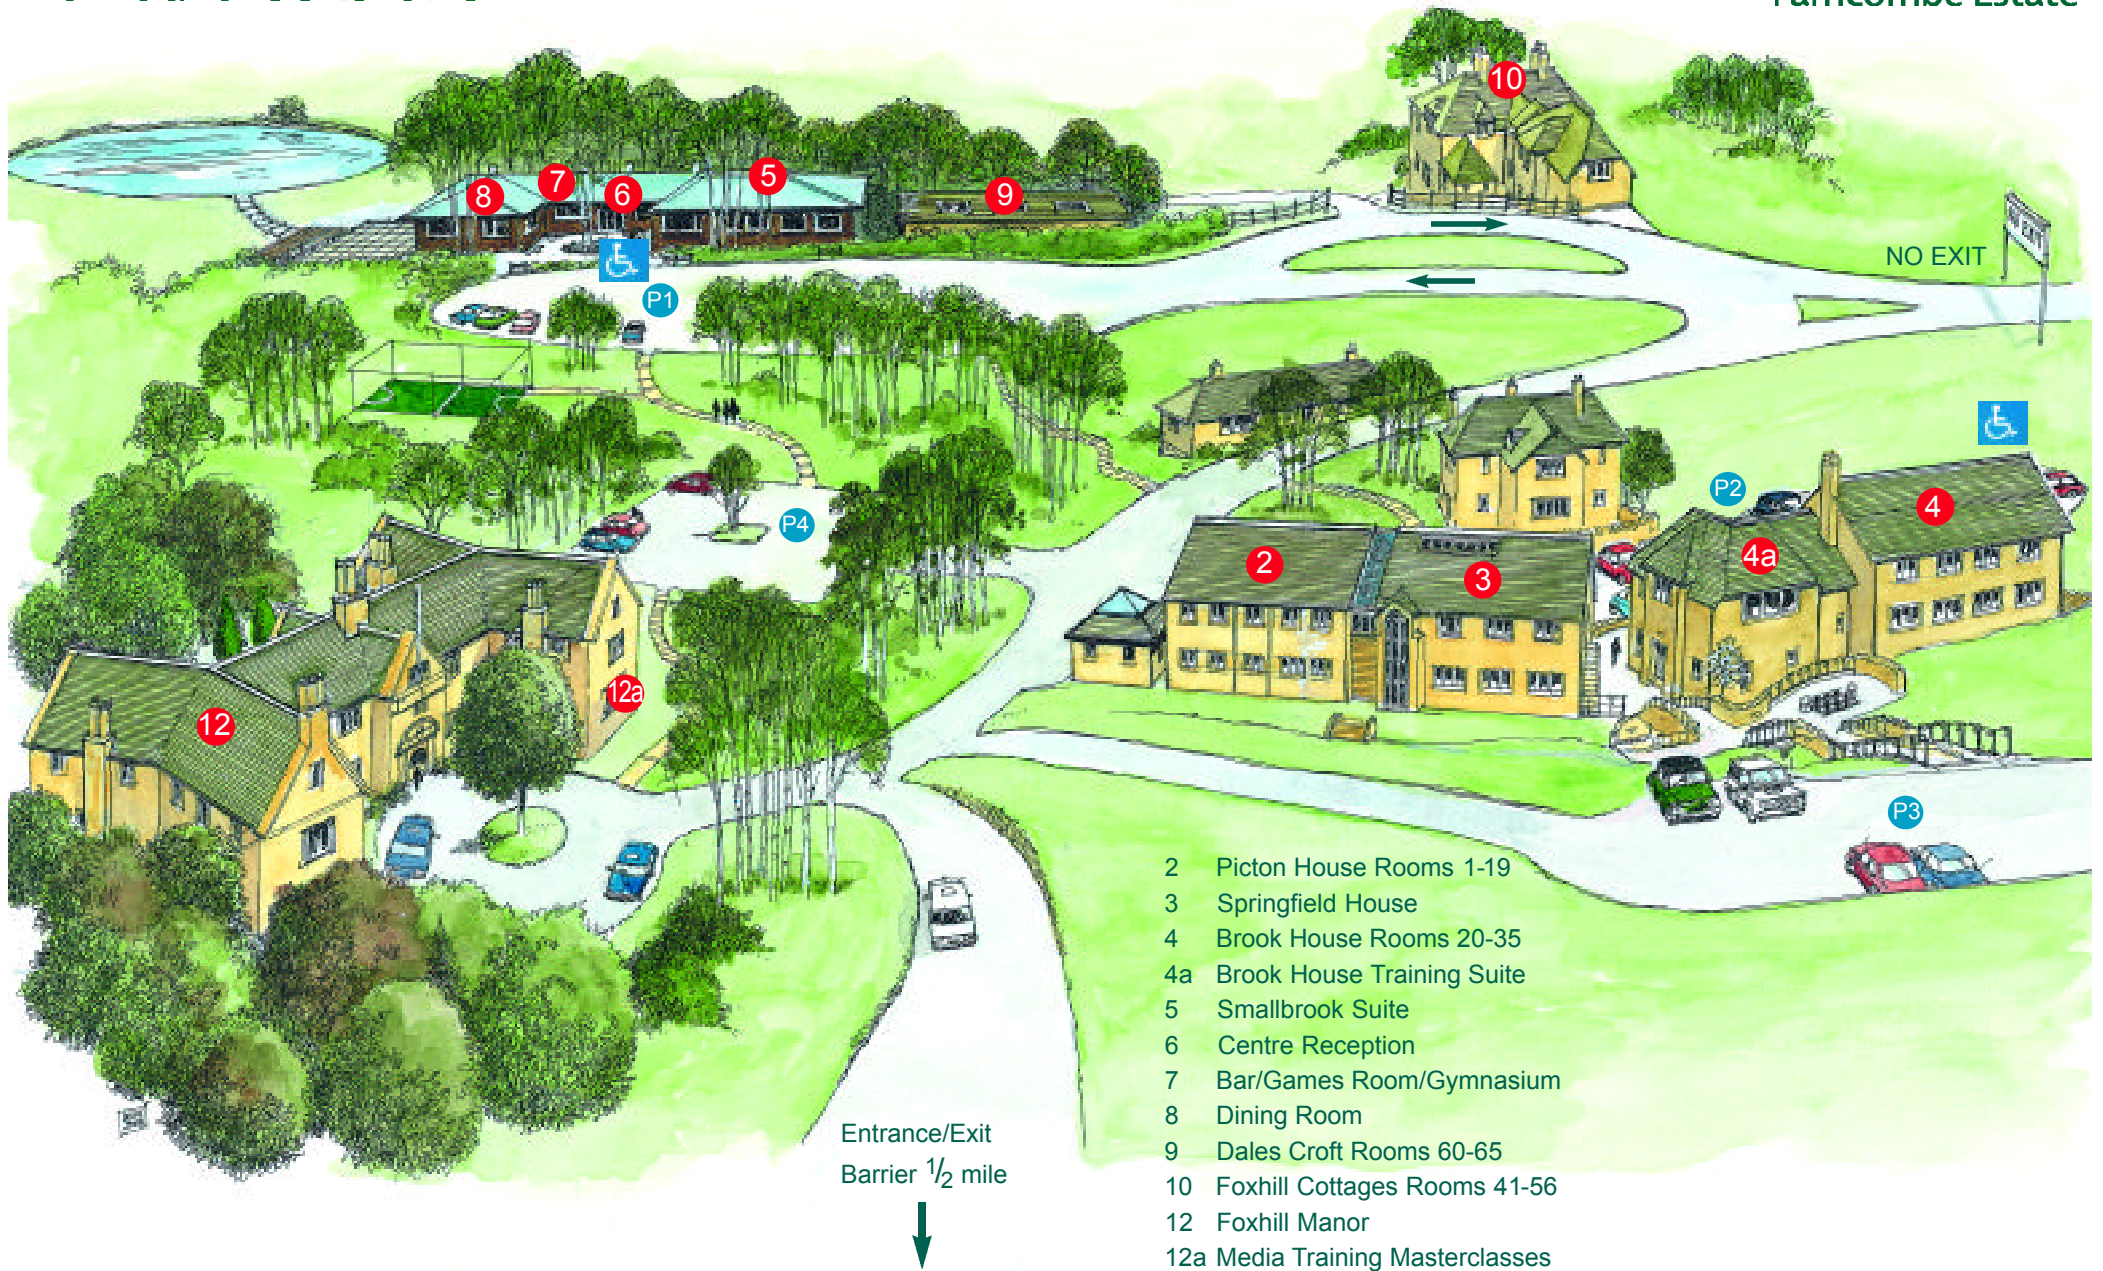 Farncombe Estate
10
5
7
6
8
9
NO EXIT
NO EXIT
P1
P2
4
P4
4a
2
3
12a
12
P3
2 Picton House Rooms 1-19
3 Springfield House
4 Brook House Rooms 20-35
4a Brook House Training Suite
5 Smallbrook Suite
6 Centre Reception
7 Bar/Games Room/Gymnasium
8 Dining Room
9 Dales Croft Rooms 60-65
10 Foxhill Cottages Rooms 41-56
12 Foxhill Manor
12a Media Training Masterclasses
Entrance/Exit
Barrier 1/2 mile